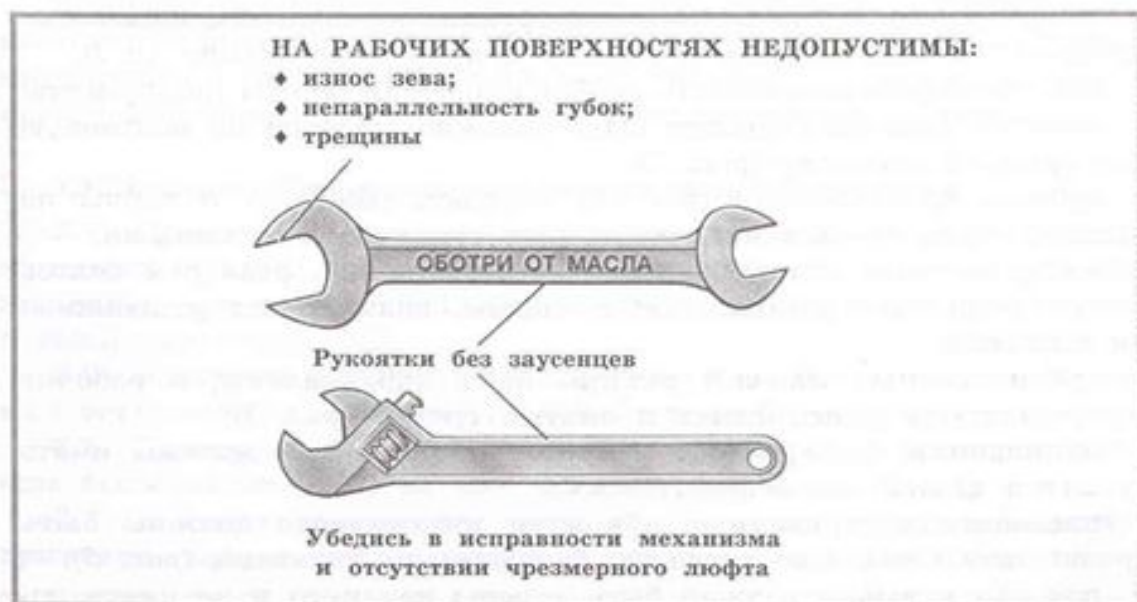 НА РАБОЧИХ ПОВЕРХНОСТЯХ НЕДОПУСТИМЫ:
♦ износ зева;
♦ непараллельность губок;
♦ трещины
ОБОТРИ ОТ МАСЛА
Рукоятки без заусенцев
Убедись в исправности механизма
и отсутствии чрезмерного люфта